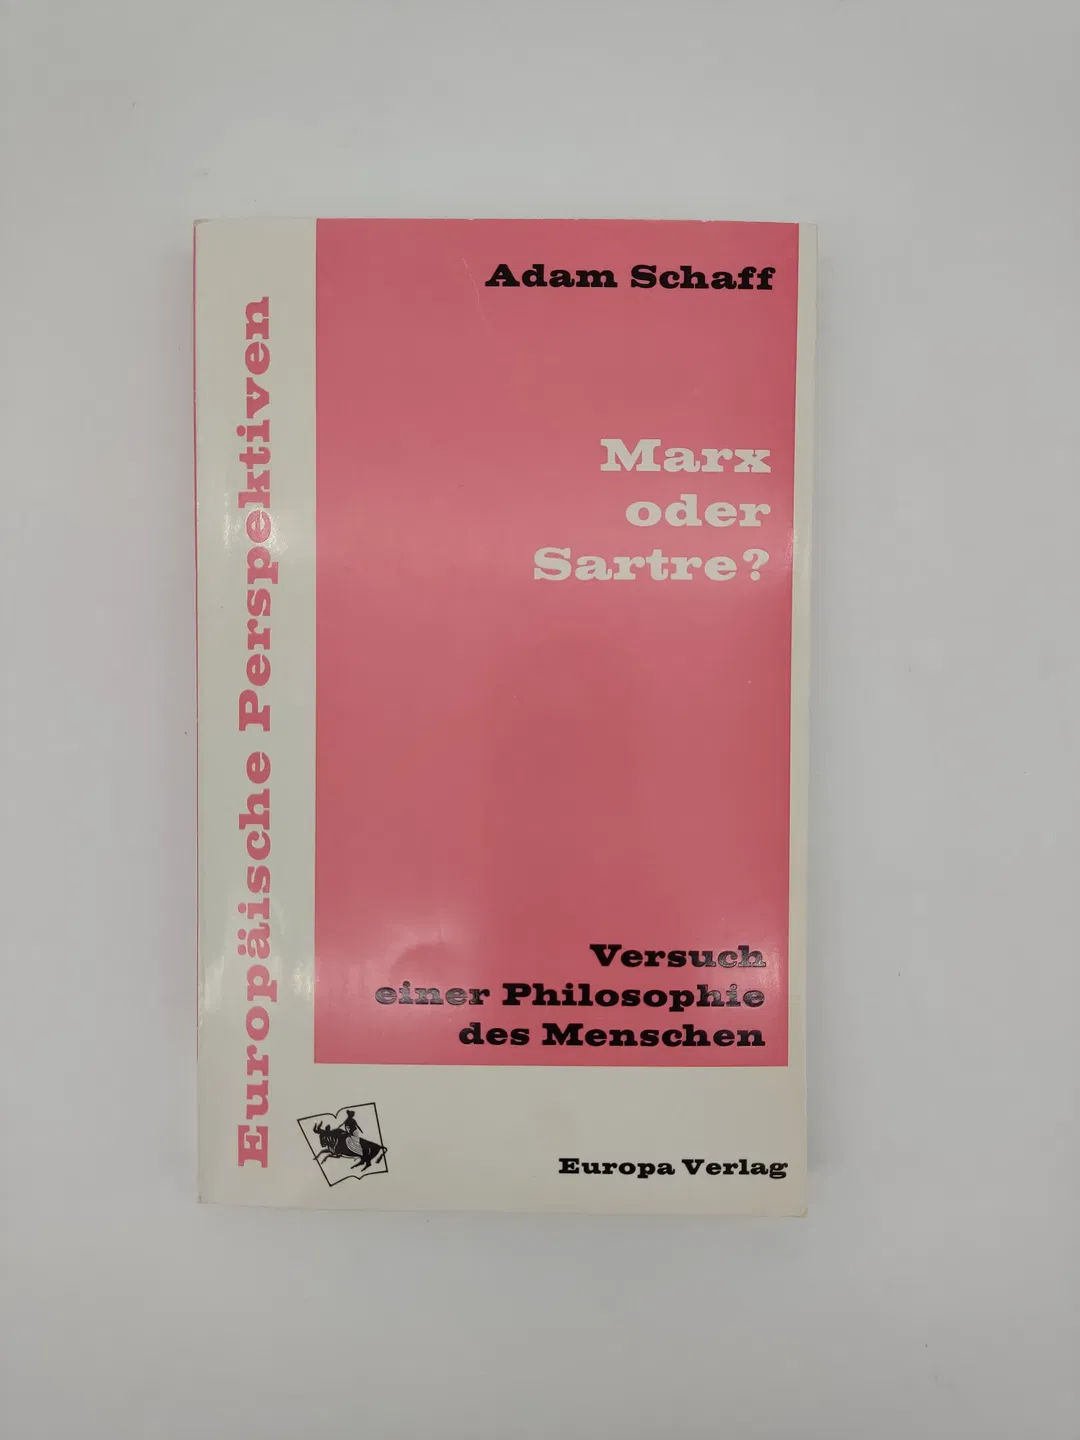 Adam Schaff
Marx
oder
Sartre?
Versuch
einer Philosophie
des Menschen
Europa Verlag
Europäische Perspektiven